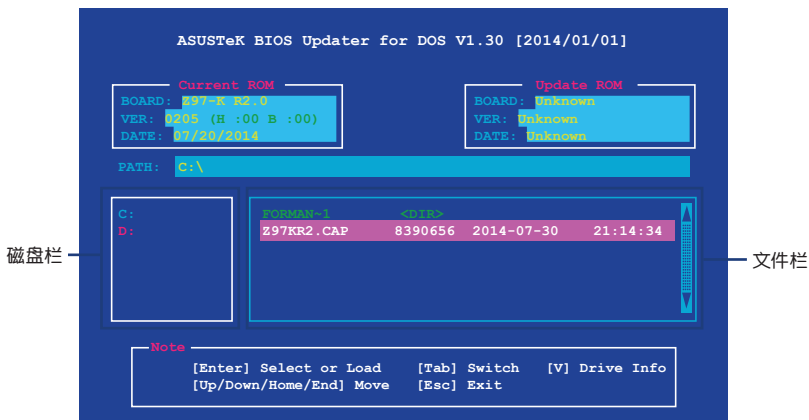 ASUSTeK BIOS Updater for DOS V1.30 [2014/01/01]
Current ROM
BOARD: Z97-K R2.0
VER: 0205 (H :00 B :00)
DATE: 07/20/2014
Update ROM
BOARD: Unknown
VER: Unknown
DATE: Unknown
PATH: C:\
磁盘栏
C:
D:
FORMAN~1 <DIR>
Z97KR2.CAP 8390656 2014-07-30 21:14:34
文件栏
Note
[Enter] Select or Load [Tab] Switch [V] Drive Info
[Up/Down/Home/End] Move [Esc] Exit